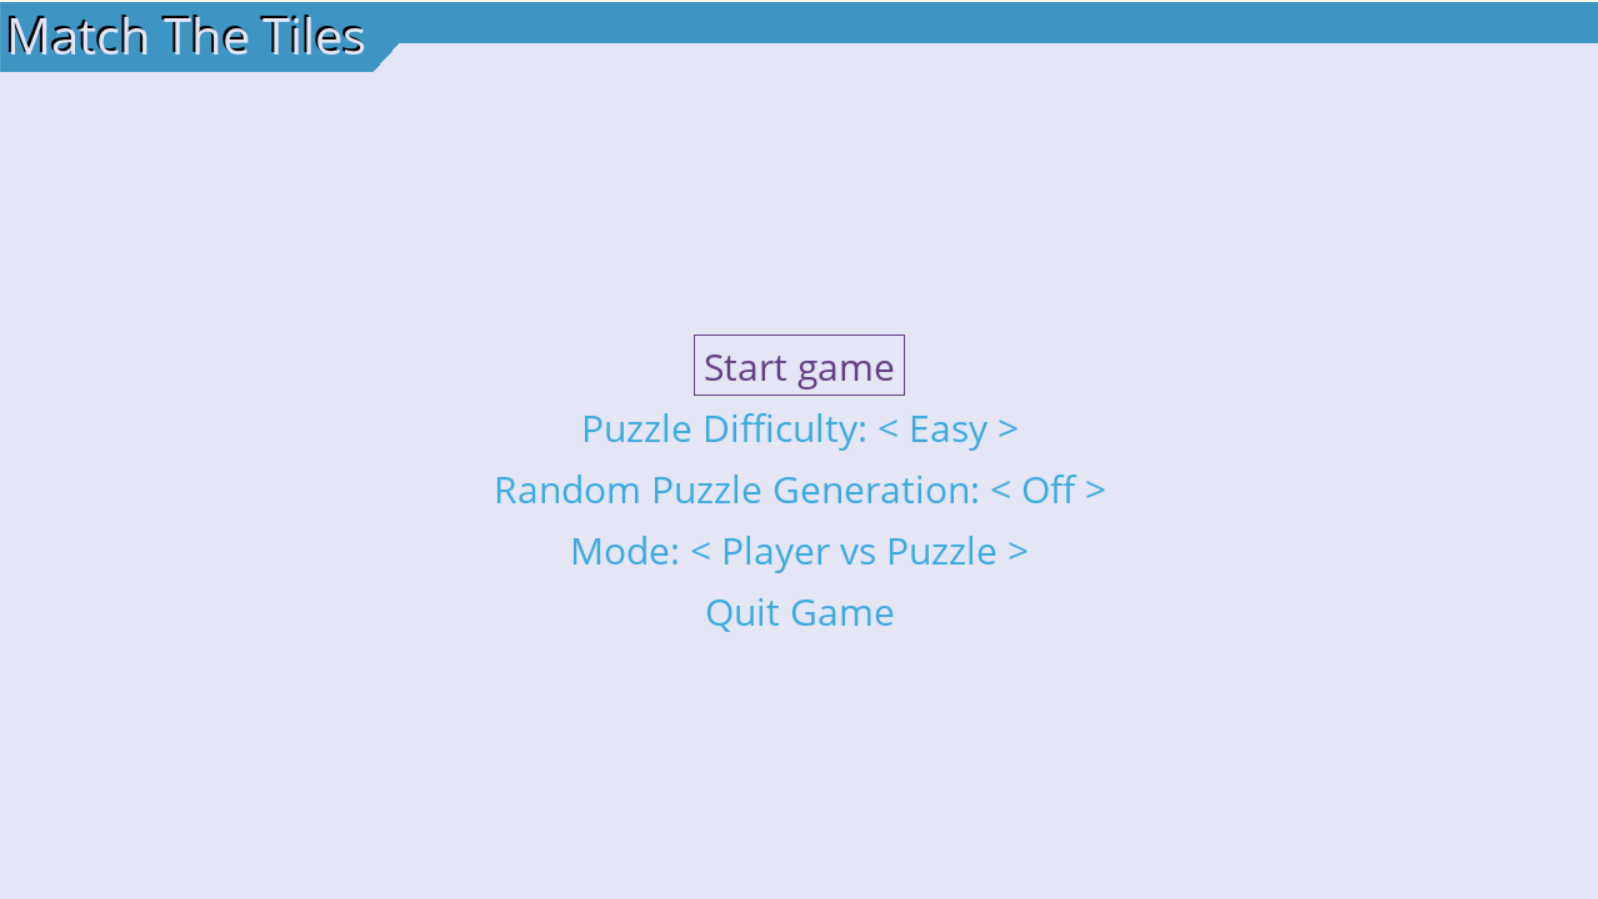 Match The Tiles
Start game
Puzzle Difficulty: < Easy >
Random Puzzle Generation: < Off >
Mode: < Player vs Puzzle >
Quit Game